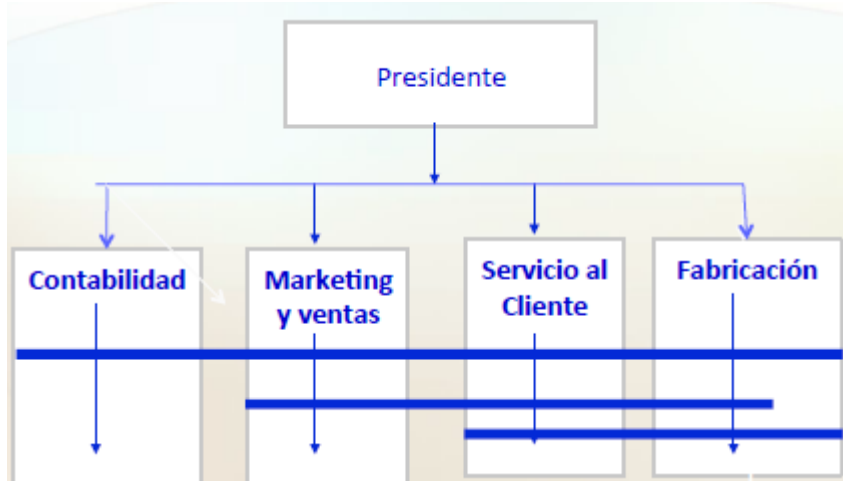 Presidente
Contabilidad
Marketing
y ventas
Servicio al
Cliente
Fabricación